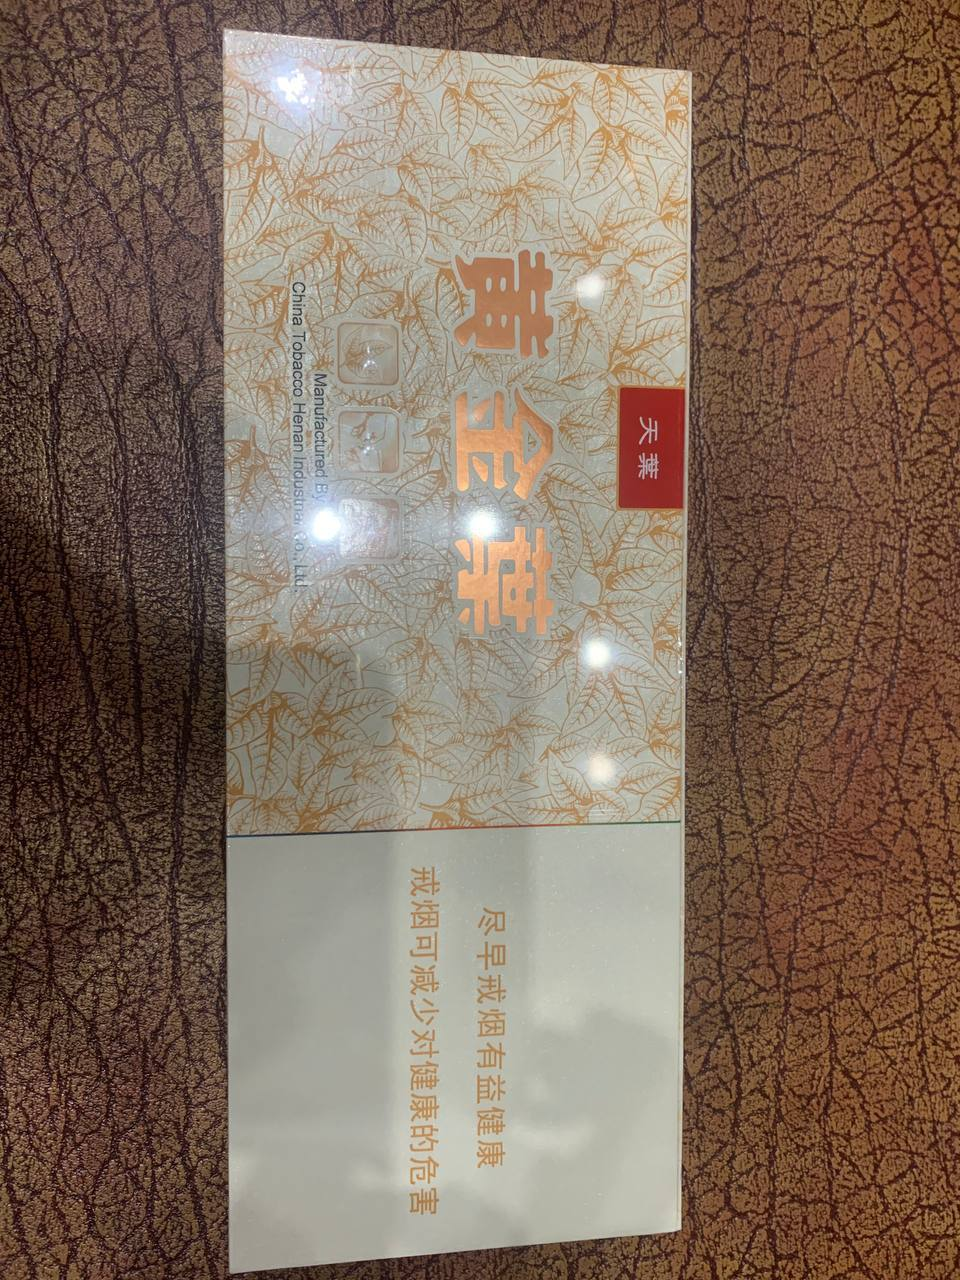 天葉
黄金葉
Manufactured By
China Tobacco Henan Industrial Co., Ltd.
尽早戒烟有益健康
戒烟可减少对健康的危害